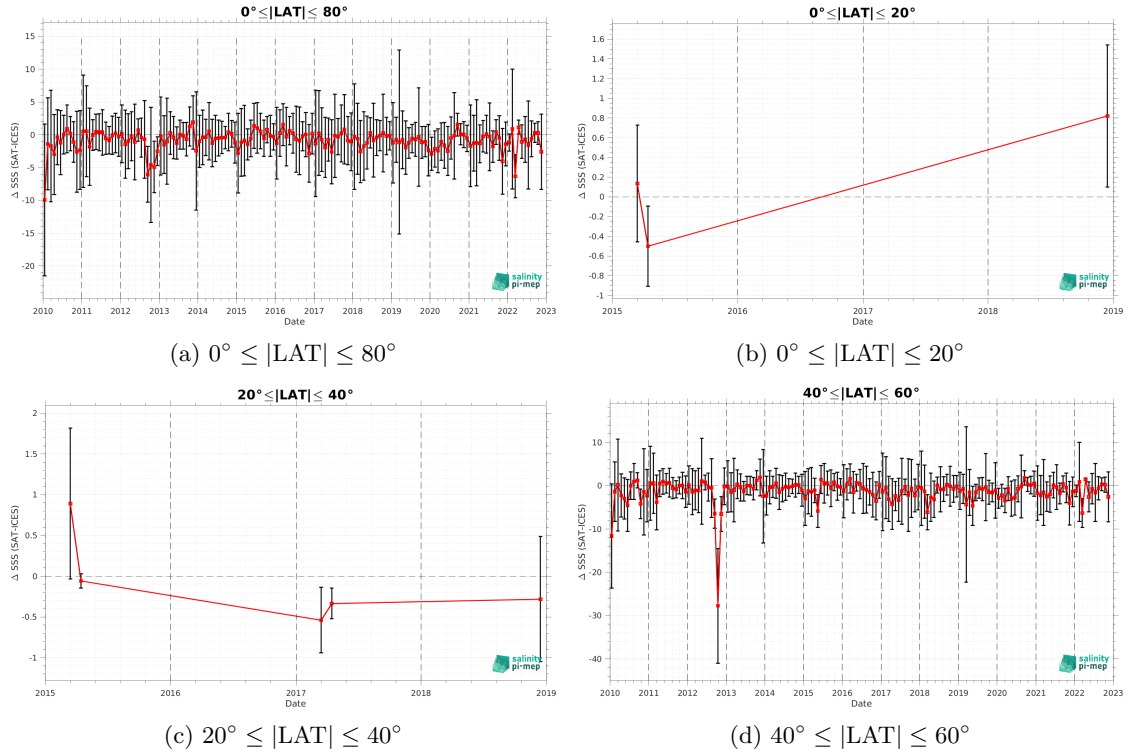 0°≤|LAT|≤ 80°
15
10
5
0
-5
-10
-15
-20
Δ SSS (SAT-ICES)
2010 2011 2012 2013 2014 2015 2016 2017 2018 2019 2020 2021 2022 2023
Date
salinity
pi-mep
(a) 0° ≤ |LAT| ≤ 80°
0°≤|LAT|≤ 20°
1.6
1.4
1.2
1
0.8
0.6
0.4
0.2
0
-0.2
-0.4
-0.6
-0.8
-1
Δ SSS (SAT-ICES)
2015 2016 2017 2018 2019
Date
salinity
pi-mep
(b) 0° ≤ |LAT| ≤ 20°
20°≤|LAT|≤ 40°
2
1.5
1
0.5
0
-0.5
-1
Δ SSS (SAT-ICES)
2015 2016 2017 2018 2019
Date
salinity
pi-mep
(c) 20° ≤ |LAT| ≤ 40°
40°≤|LAT|≤ 60°
10
0
-10
-20
-30
-40
Δ SSS (SAT-ICES)
2010 2011 2012 2013 2014 2015 2016 2017 2018 2019 2020 2021 2022 2023
Date
salinity
pi-mep
(d) 40° ≤ |LAT| ≤ 60°